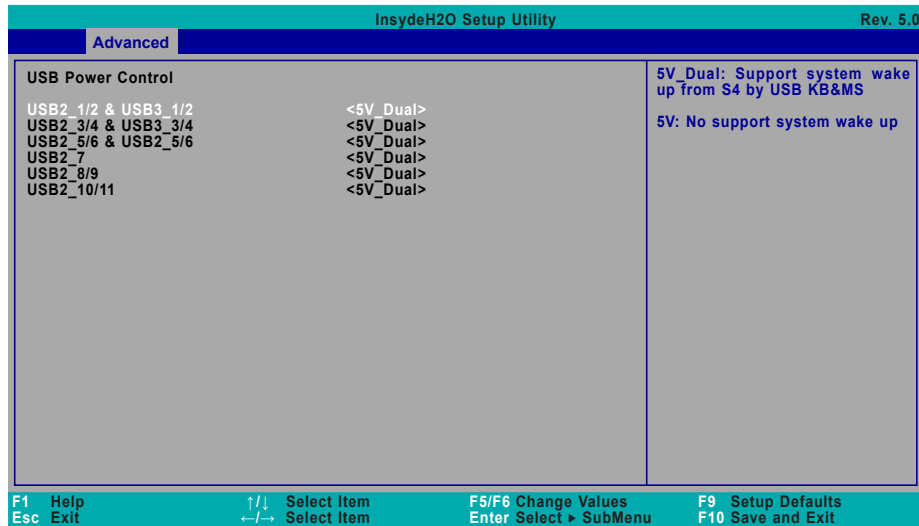 InsydeH2O Setup Utility Rev. 5.0
Advanced
USB Power Control
USB2_1/2 & USB3_1/2 <5V_Dual>
USB2_3/4 & USB3_3/4 <5V_Dual>
USB2_5/6 & USB2_5/6 <5V_Dual>
USB2_7 <5V_Dual>
USB2_8/9 <5V_Dual>
USB2_10/11 <5V_Dual>
5V_Dual: Support system wake
up from S4 by USB KB&MS
5V: No support system wake up
F1 Help ↑/↓ Select Item F5/F6 Change Values F9 Setup Defaults
Esc Exit ←/→ Select Item Enter Select ▶ SubMenu F10 Save and Exit